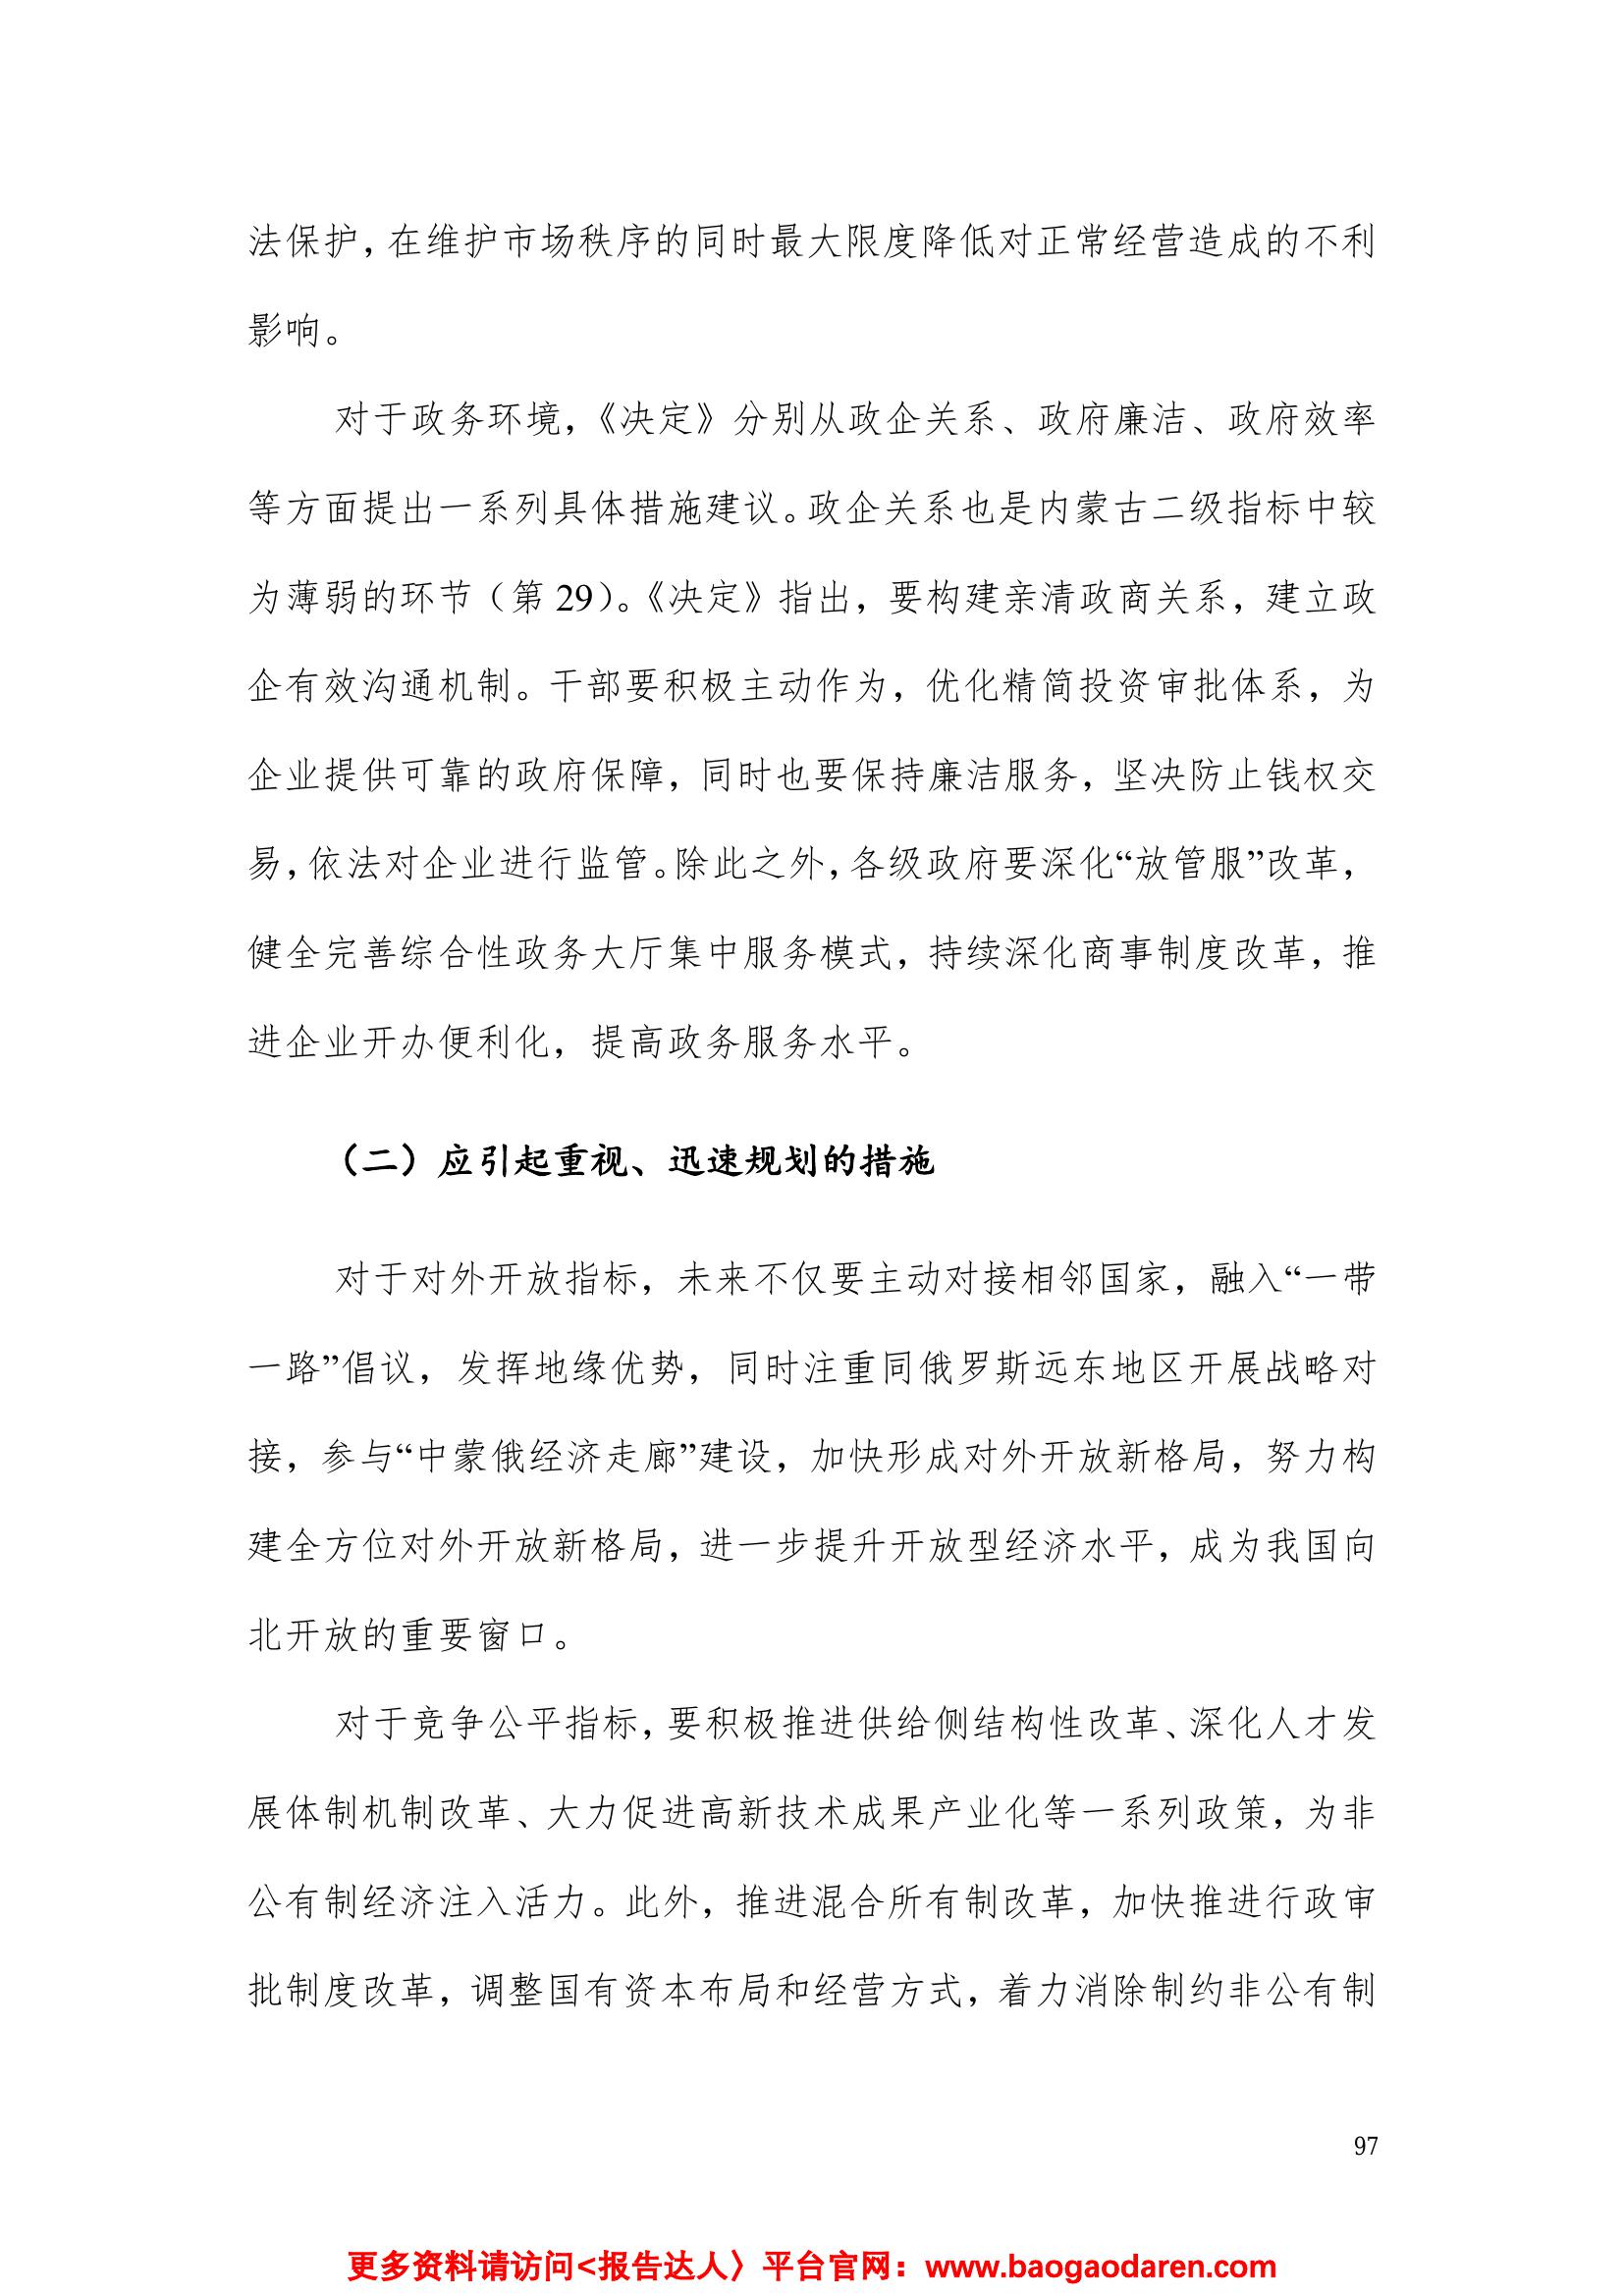 法保护，在维护市场秩序的同时最大限度降低对正常经营造成的不利
影响。
对于政务环境，《决定》分别从政企关系、政府廉洁、政府效率
等方面提出一系列具体措施建议。政企关系也是内蒙古二级指标中较
为薄弱的环节（第 29）。《决定》指出，要构建亲清政商关系，建立政
企有效沟通机制。干部要积极主动作为，优化精简投资审批体系，为
企业提供可靠的政府保障，同时也要保持廉洁服务，坚决防止钱权交
易，依法对企业进行监管。除此之外，各级政府要深化“放管服”改革，
健全完善综合性政务大厅集中服务模式，持续深化商事制度改革，推
进企业开办便利化，提高政务服务水平。
（二）应引起重视、迅速规划的措施
对于对外开放指标，未来不仅要主动对接相邻国家，融入“一带
一路”倡议，发挥地缘优势，同时注重同俄罗斯远东地区开展战略对
接，参与“中蒙俄经济走廊”建设，加快形成对外开放新格局，努力构
建全方位对外开放新格局，进一步提升开放型经济水平，成为我国向
北开放的重要窗口。
对于竞争公平指标，要积极推进供给侧结构性改革、深化人才发
展体制机制改革、大力促进高新技术成果产业化等一系列政策，为非
公有制经济注入活力。此外，推进混合所有制改革，加快推进行政审
批制度改革，调整国有资本布局和经营方式，着力消除制约非公有制
97
更多资料请访问<报告达人〉平台官网：www.baogaodaren.com